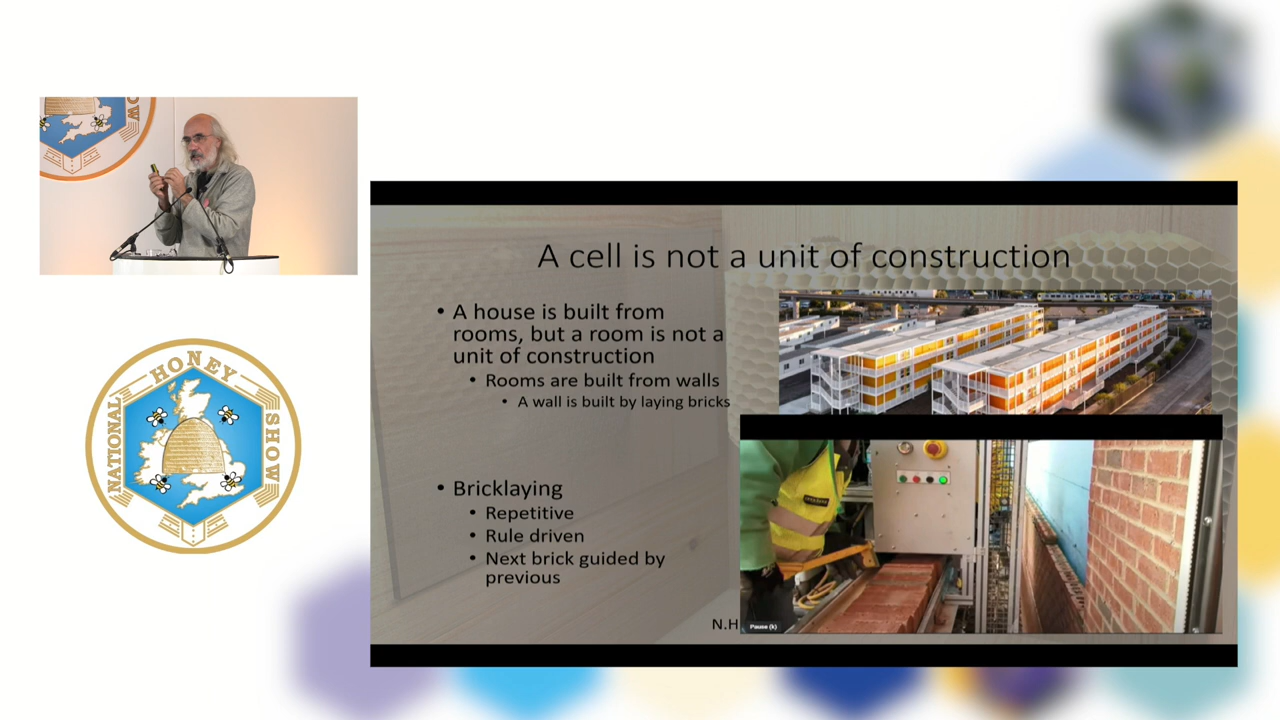 OW
A cell is not a unit of construction
• A house is built from
rooms, but a room is not a
unit of construction
• Rooms are built from walls
• A wall is built by laying bricks
• Bricklaying
• Repetitive
• Rule driven
• Next brick guided by
previous
N.H
Pause (k)
NATIONAL HONEY SHOW